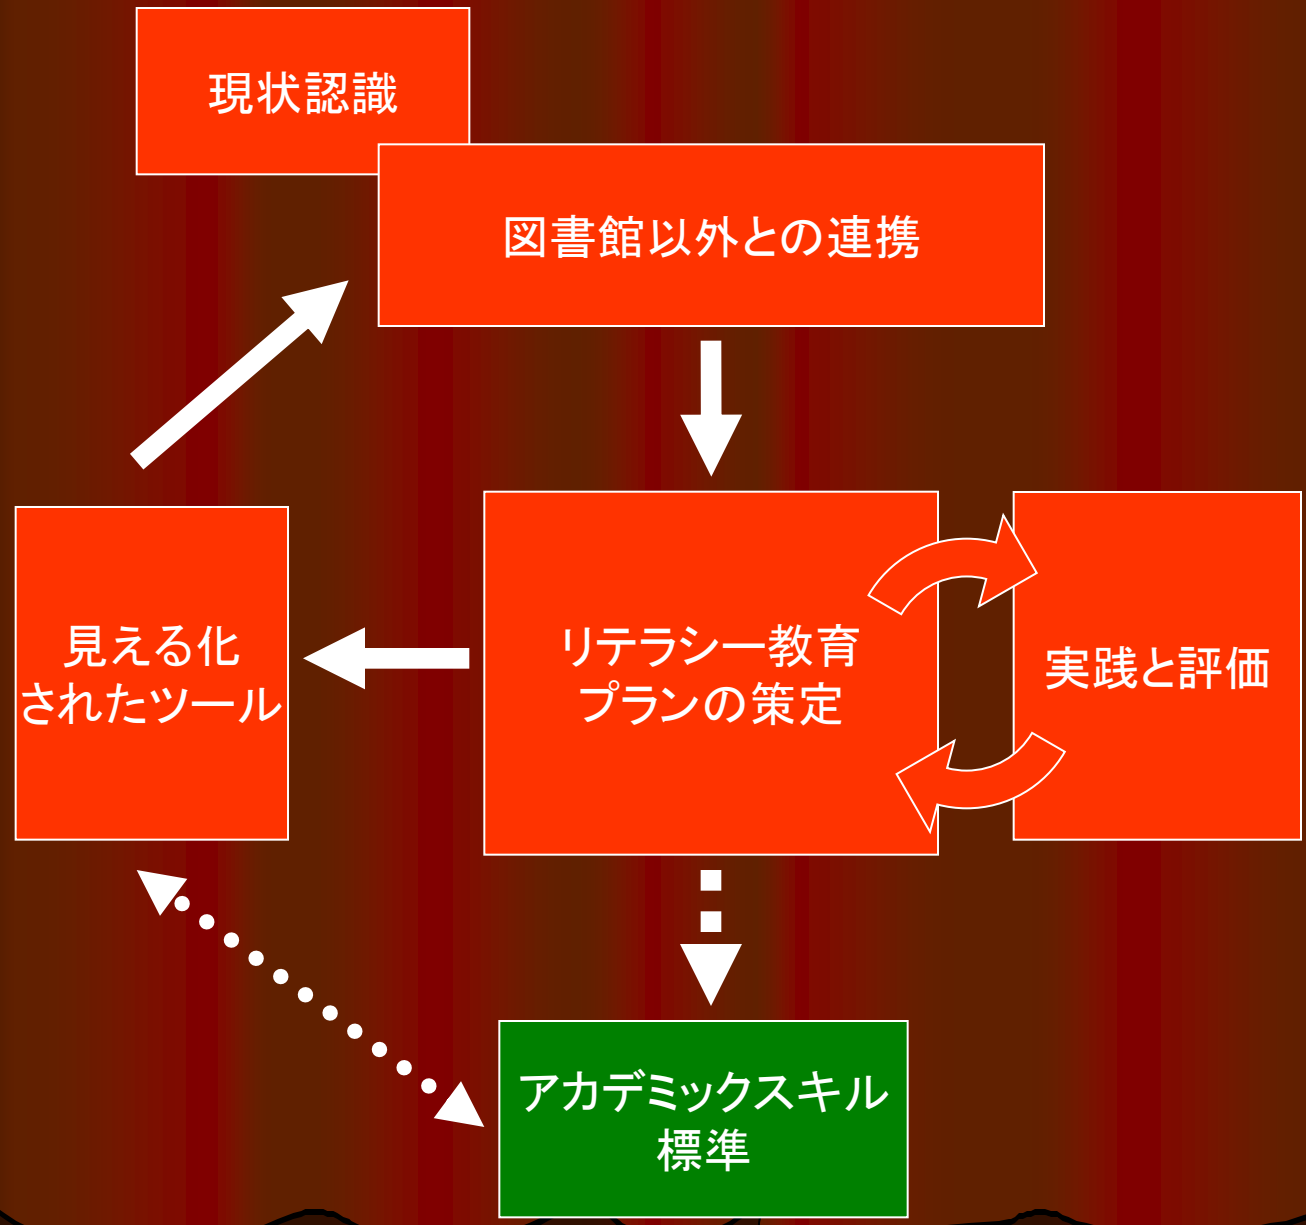 現状認識
図書館以外との連携
見える化
されたツール
リテラシー教育
プランの策定
実践と評価
アカデミックスキル
標準